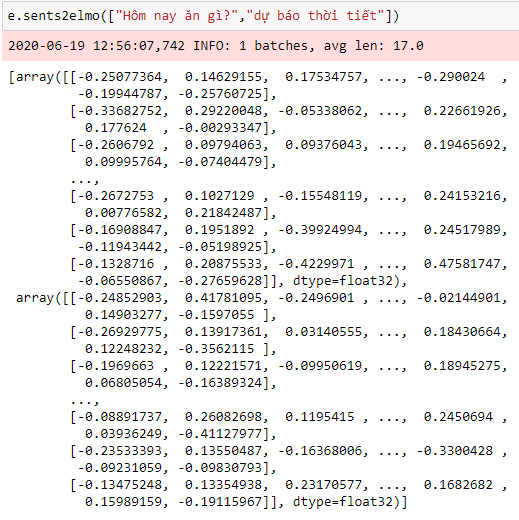 e.sents2elmo(["Hôm nay ăn gì?","dự báo thời tiết"])
2020-06-19 12:56:07,742 INFO: 1 batches, avg len: 17.0
[array([[-0.25077364,  0.14629155,  0.17534757, ..., -0.290024  ,
         -0.19944787, -0.25760725],
        [-0.33682752,  0.29220048, -0.05338062, ...,  0.22661926,
          0.177624  , -0.00293347],
        [-0.2606792 ,  0.09794063,  0.09376043, ...,  0.19465692,
          0.09995764, -0.07404479],
        ...,
        [-0.2672753 ,  0.1027129 , -0.15548119, ...,  0.24153216,
          0.00776582,  0.21842487],
        [-0.16908847,  0.1951892 , -0.39924994, ...,  0.24517989,
         -0.11943442, -0.05198925],
        [-0.1328716 ,  0.20875533, -0.4229971 , ...,  0.47581747,
         -0.06550867, -0.27659628]], dtype=float32),
 array([[-0.24852903,  0.41781095, -0.2496901 , ..., -0.02144901,
          0.14903277, -0.1597055 ],
        [-0.26929775,  0.13917361,  0.03140555, ...,  0.18430664,
          0.12248232, -0.3562115 ],
        [-0.1969663 ,  0.12221571, -0.09950619, ...,  0.18945275,
          0.06805054, -0.16389324],
        ...,
        [-0.08891737,  0.26082698,  0.1195415 , ...,  0.2450694 ,
          0.03936249, -0.41127977],
        [-0.23533393,  0.13550487, -0.16368006, ..., -0.3300428 ,
         -0.09231059, -0.09830793],
        [-0.13475248,  0.13354938,  0.23170577, ...,  0.1682682 ,
          0.15989159, -0.19115967]], dtype=float32)]